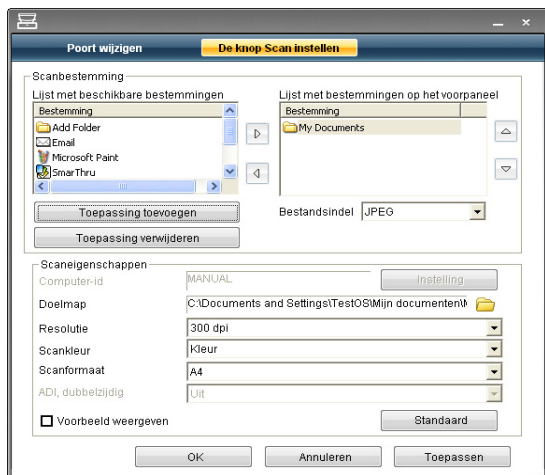 Poort wijzigen De knop Scan instellen
Scanbestemming
Lijst met beschikbare bestemmingen
Bestemming
Add Folder
Email
Microsoft Paint
SmarThru
Toepassing toevoegen
Toepassing verwijderen
Lijst met bestemmingen op het voorpaneel
Bestemming
My Documents
Bestandsindel JPEG
Scaneigenschappen
Computer-id MANUAL Instelling
Doelmap C:\Documents and Settings\TestOS\Mijn documenten\
Resolutie 300 dpi
Scankleur Kleur
Scanformaat A4
ADI, dubbelzijdig Uit
Voorbeeld weergeven Standaard
OK Annuleren Toepassen